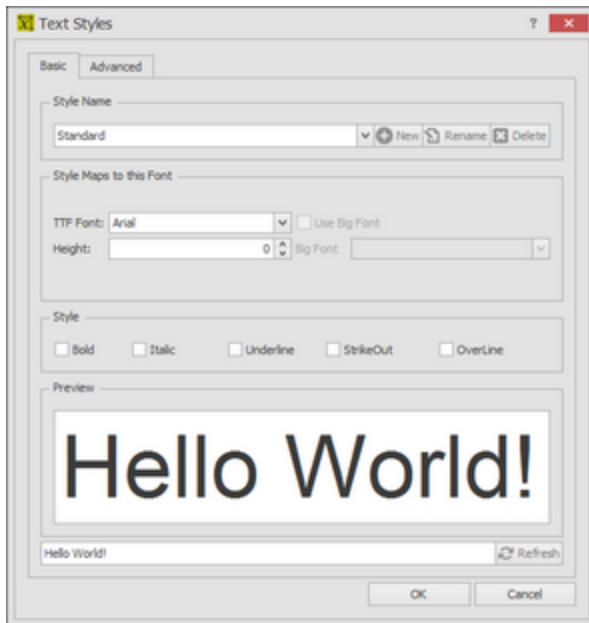 Text Styles ?
Basic Advanced
Style Name
Standard New Rename Delete
Style Maps to this Font
TTF Font: Arial Use Big Font
Height: 0 Big Font
Style
Bold Italic Underline StrikeOut OverLine
Preview
Hello World!
Hello World! Refresh
OK Cancel